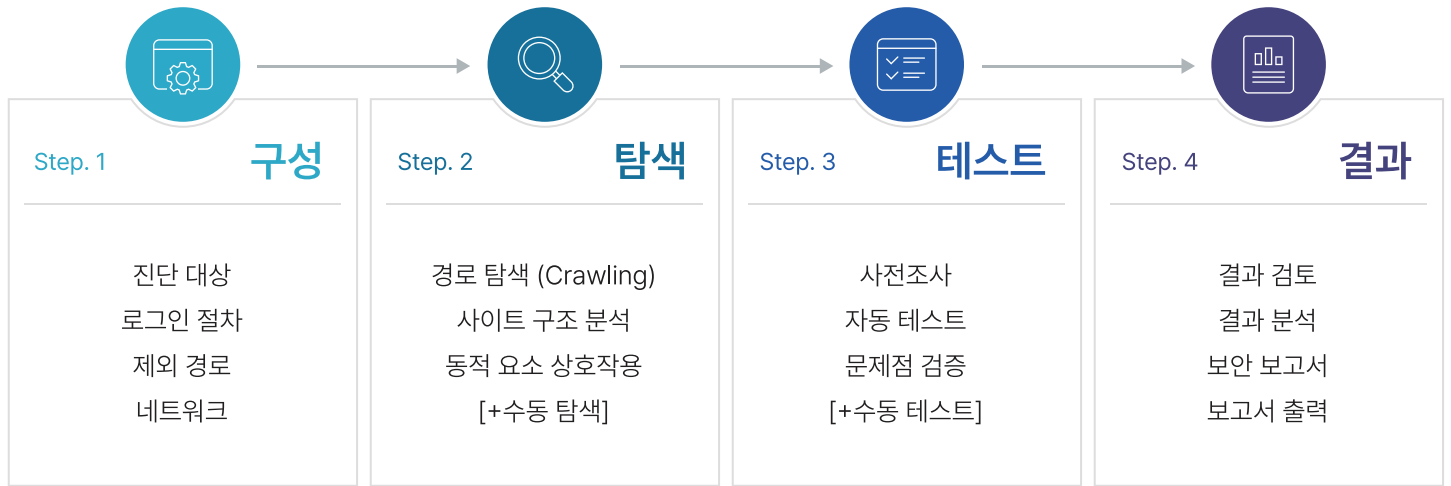 Step. 1 구성
진단 대상
로그인 절차
제외 경로
네트워크
Step. 2 탐색
경로 탐색 (Crawling)
사이트 구조 분석
동적 요소 상호작용
[+수동 탐색]
Step. 3 테스트
사전조사
자동 테스트
문제점 검증
[+수동 테스트]
Step. 4 결과
결과 검토
결과 분석
보안 보고서
보고서 출력